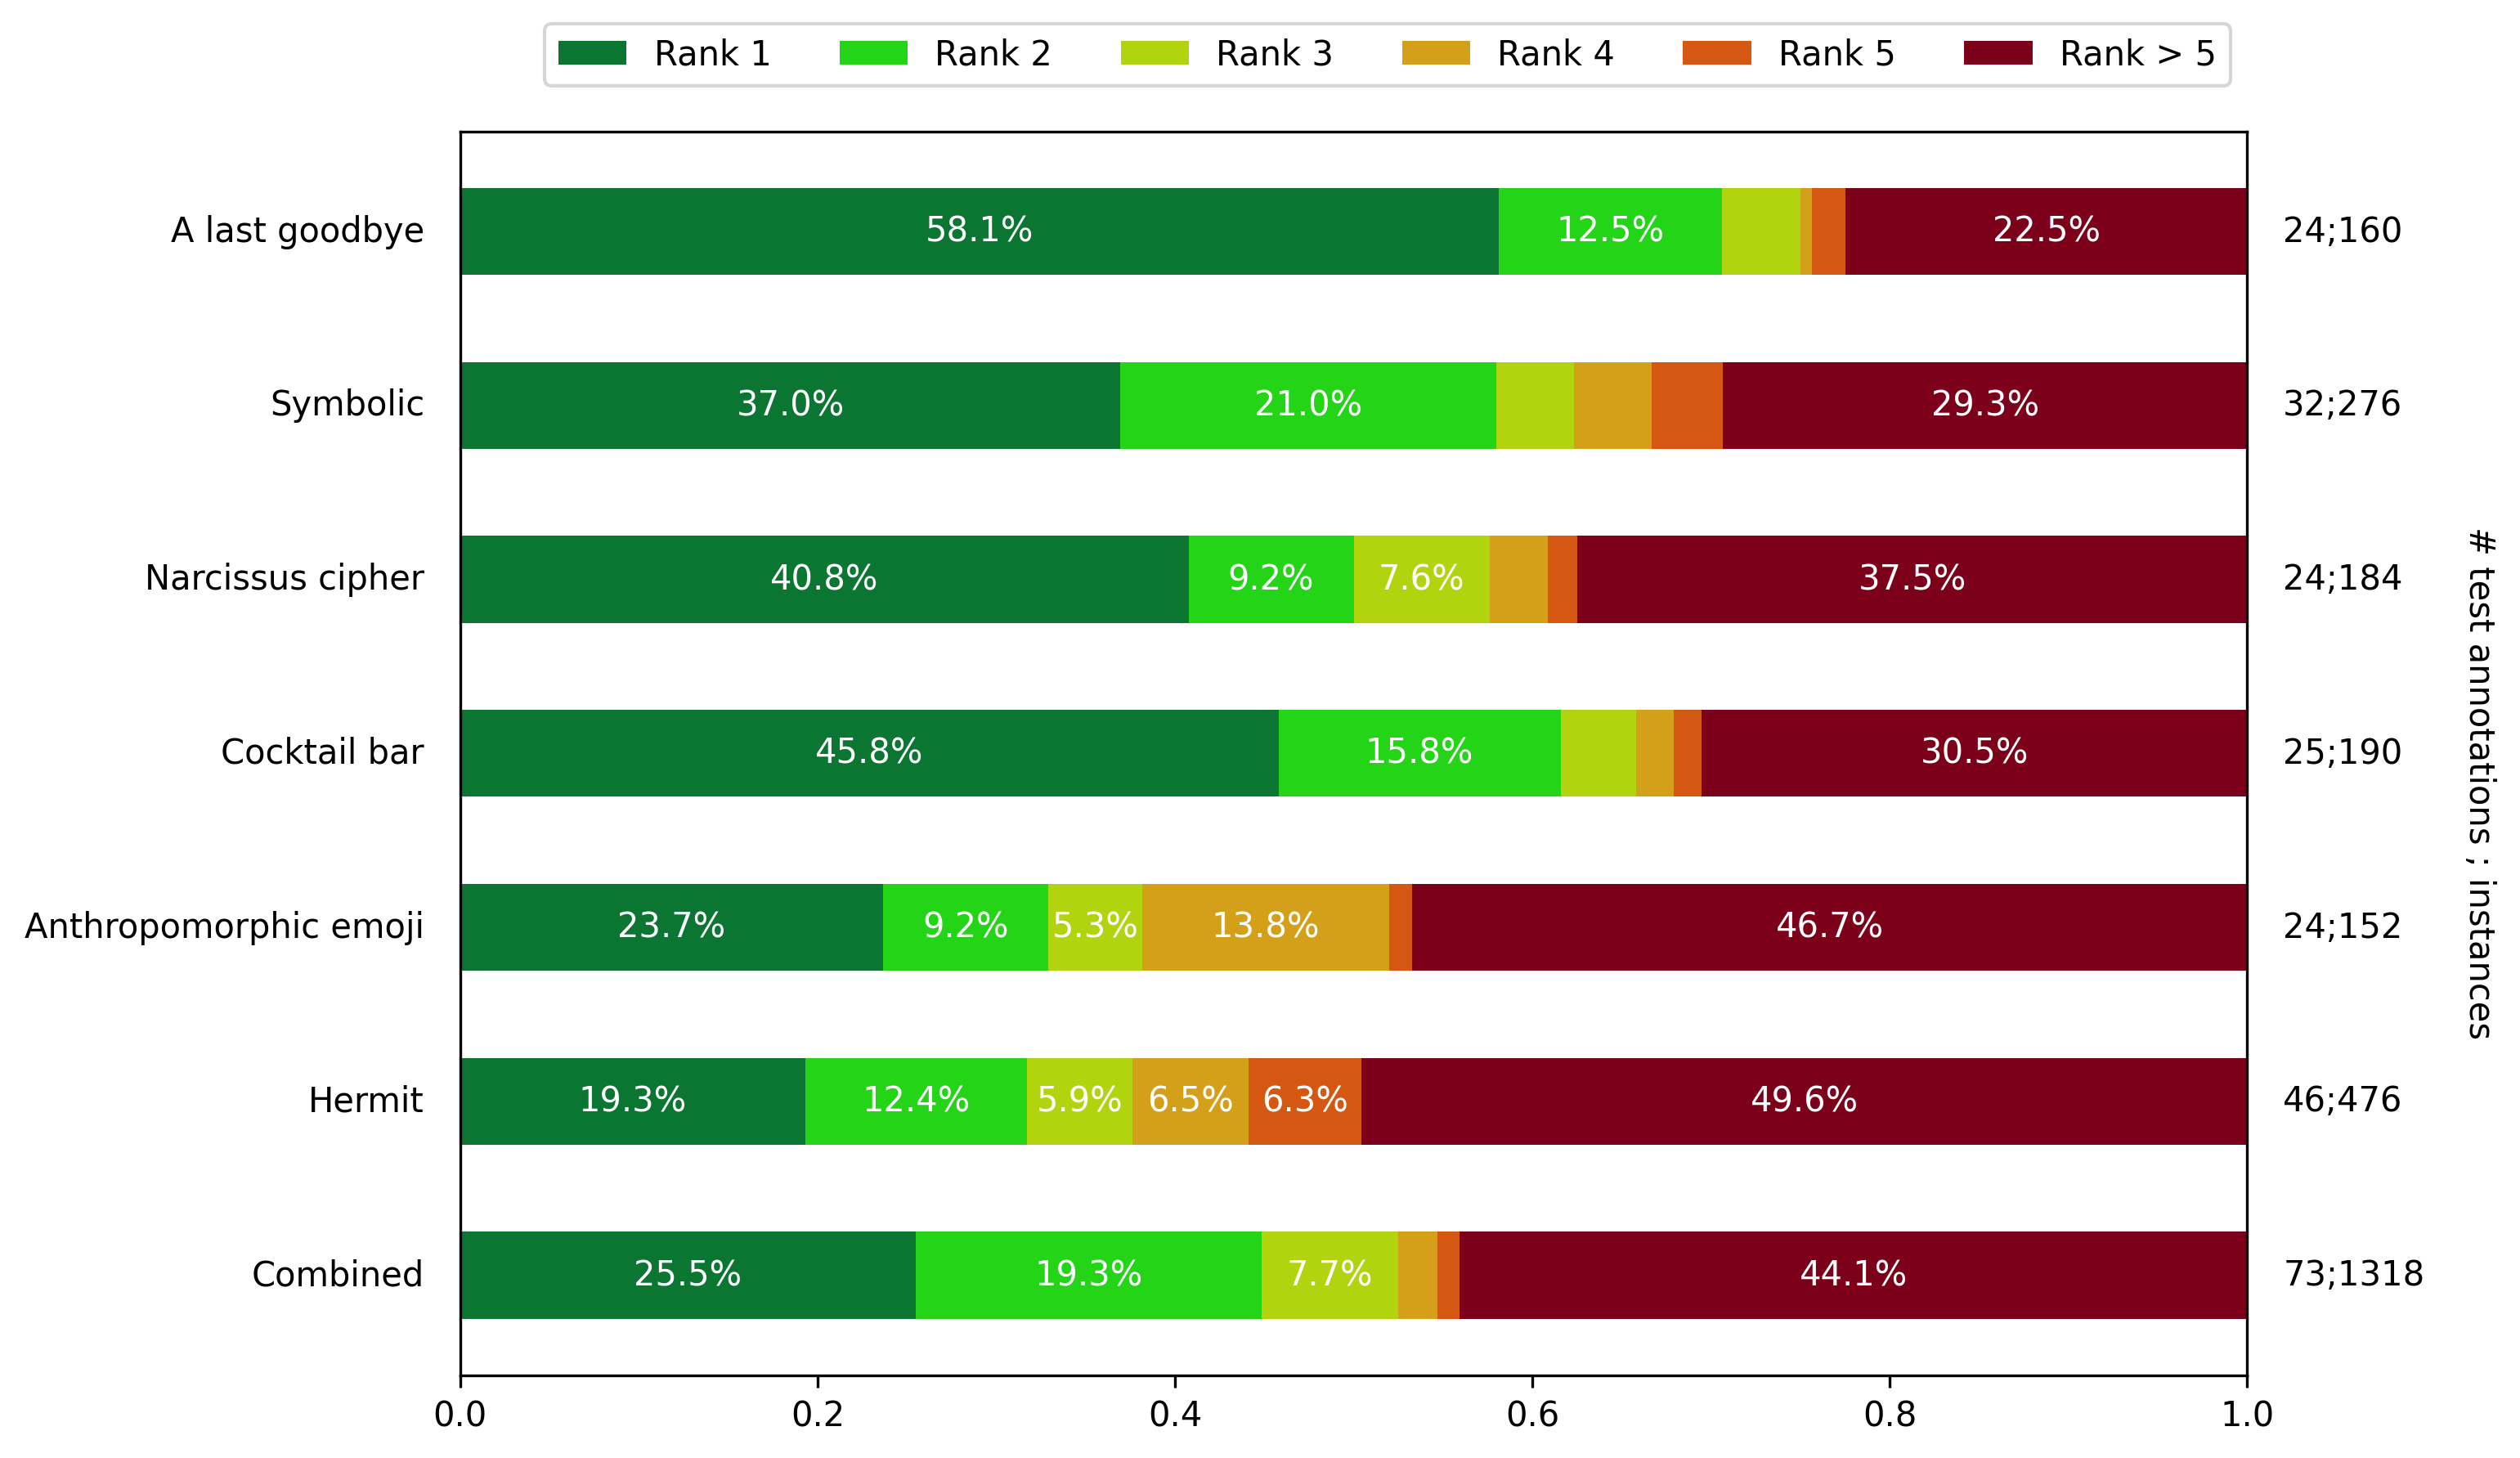 Rank 1 Rank 2 Rank 3 Rank 4 Rank 5 Rank > 5
A last goodbye 58.1% 12.5% 22.5% 24;160
Symbolic 37.0% 21.0% 29.3% 32;276
Narcissus cipher 40.8% 9.2% 7.6% 37.5% 24;184
Cocktail bar 45.8% 15.8% 30.5% 25;190
Anthropomorphic emoji 23.7% 9.2% 5.3% 13.8% 46.7% 24;152
Hermit 19.3% 12.4% 5.9% 6.5% 6.3% 49.6% 46;476
Combined 25.5% 19.3% 7.7% 44.1% 73;1318
0.0 0.2 0.4 0.6 0.8 1.0
# test annotations ; instances